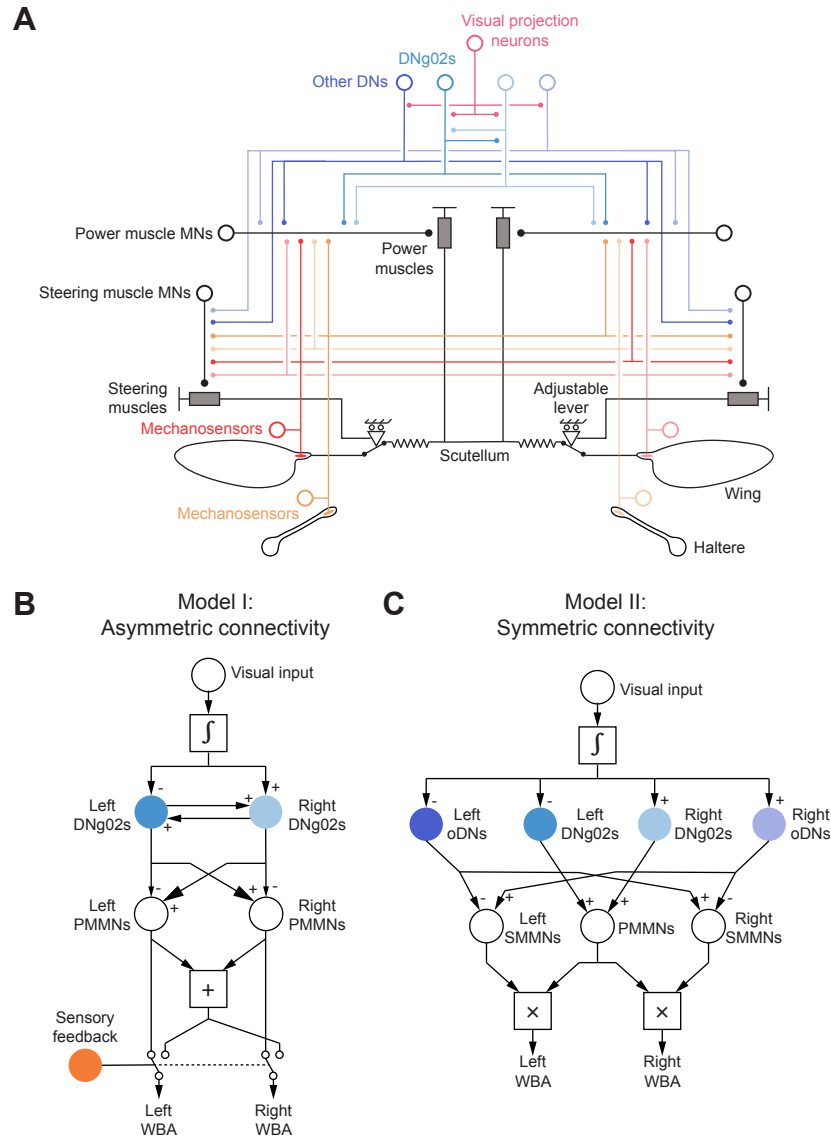 A
Visual projection
neurons
DNg02s
Other DNs
Power muscle MNs
Power
muscles
Steering muscle MNs
Steering
muscles
Adjustable
lever
Mechanosensors
Scutellum
Wing
Mechanosensors
Haltere
B
Model I:
Asymmetric connectivity
Visual input
∫
- +
Left
DNg02s
+
+
Right
DNg02s
- + + -
Left
PMMNs
Right
PMMNs
+
Sensory
feedback
Left
WBA
Right
WBA
C
Model II:
Symmetric connectivity
Visual input
∫
- - + +
Left
oDNs
Left
DNg02s
Right
DNg02s
Right
oDNs
- + + + + -
Left
SMMNs
PMMNs
Right
SMMNs
× ×
Left
WBA
Right
WBA